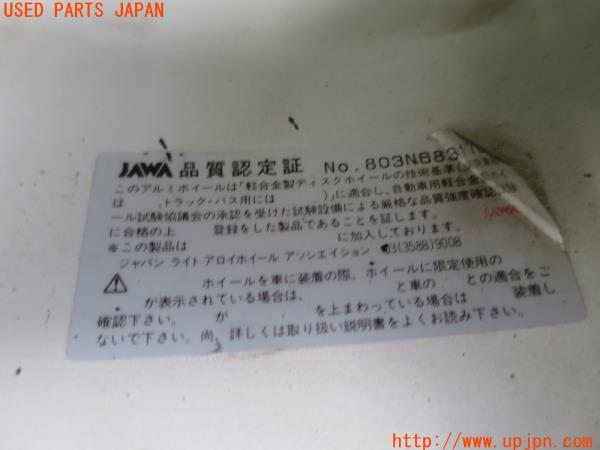 USED PARTS JAPAN
JAWA 品質認定証 No.803N683
このアルミホイールは「軽合金製ディスクホイールの技術基準(
、トラック・バス用には )に適合し、自動車用軽合金
ール試験協議会の承認を受けた試験設備による厳格な品質強度確認
に合格の上 登録をした製品であることを証します。 JAWA
※この製品は に加入しております。
ジャパン ライト アロイホイール アソシエイション 03(3588)9008
ホイールを車に装着の際、ホイールに限定使用の
が表示されている場合は、 と車の との適合をご
確認下さい。 が を上まわっている場合は 装着し
ないで下さい。尚、詳しくは取り扱い説明書をよくお読み下さい。
http://www.upjpn.com